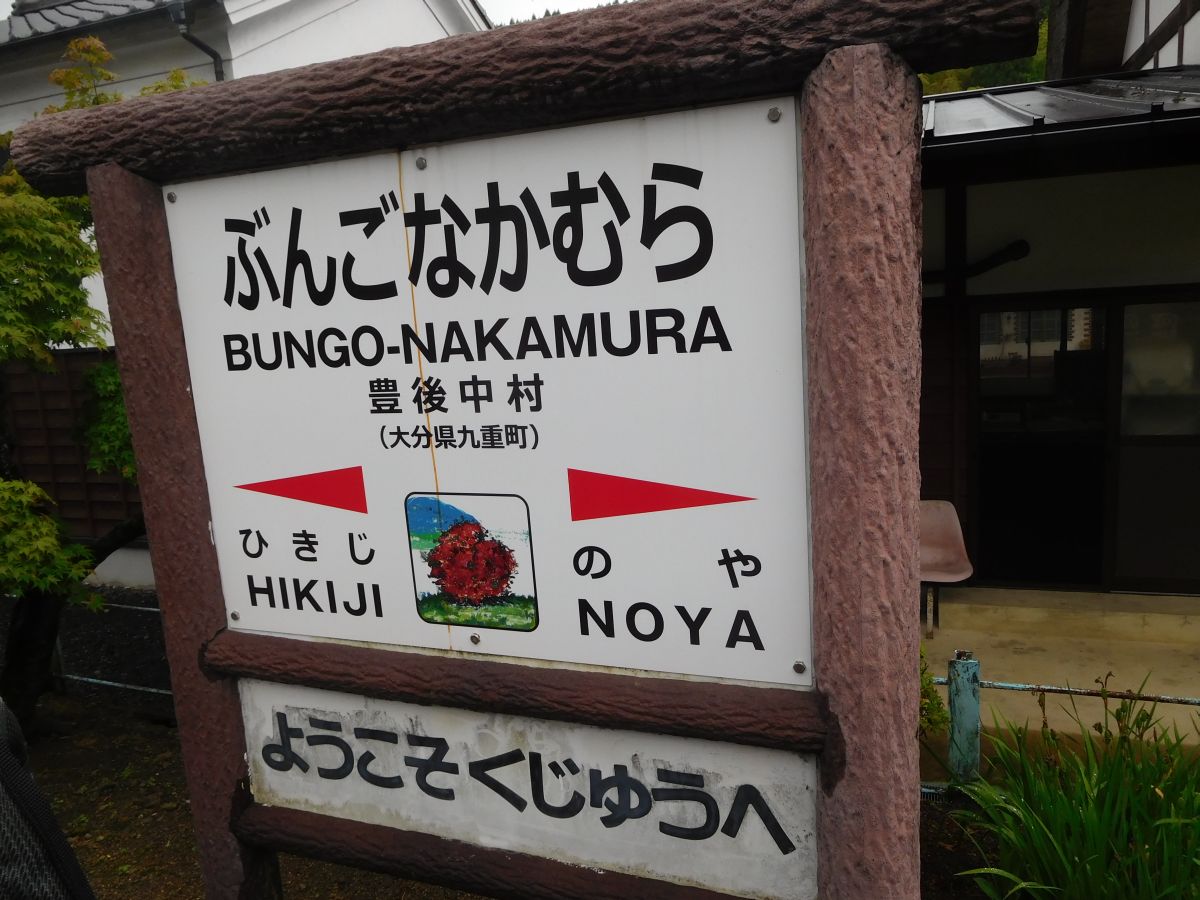 ぶんごなかむら
BUNGO-NAKAMURA
豊後中村
（大分県九重町）
ひきじ のや
HIKIJI NOYA
ようこそくじゅうへ